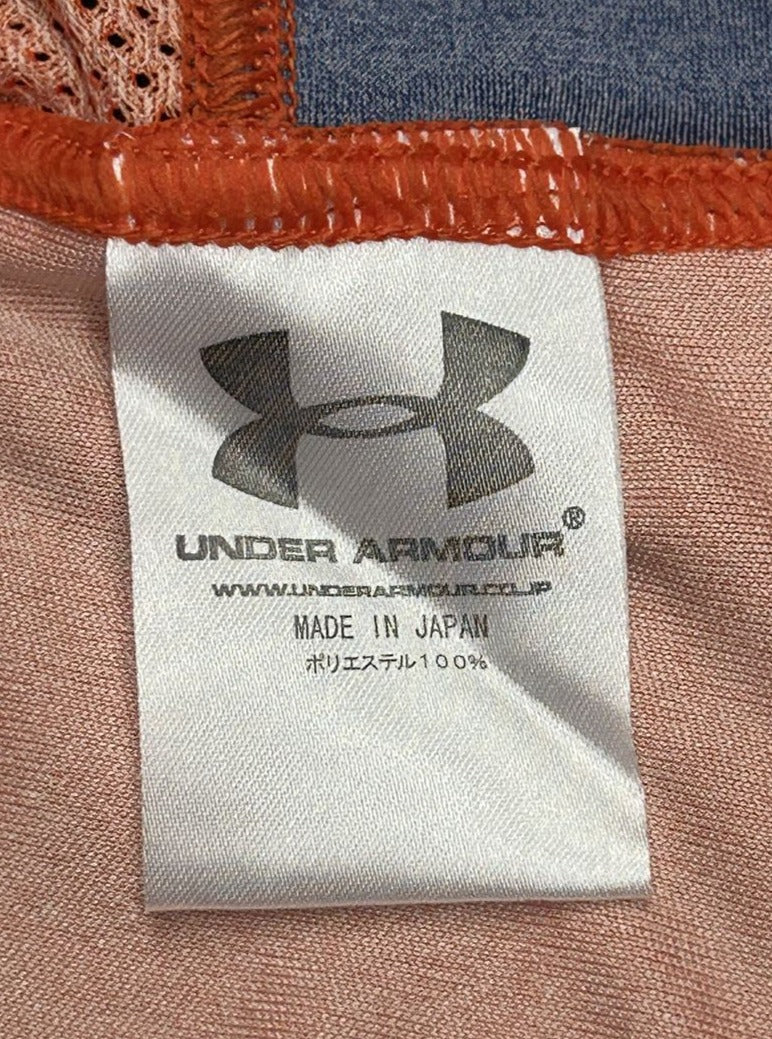 UNDER ARMOUR®
WWW.UNDERARMOUR.CO.JP
MADE IN JAPAN
ポリエステル100%